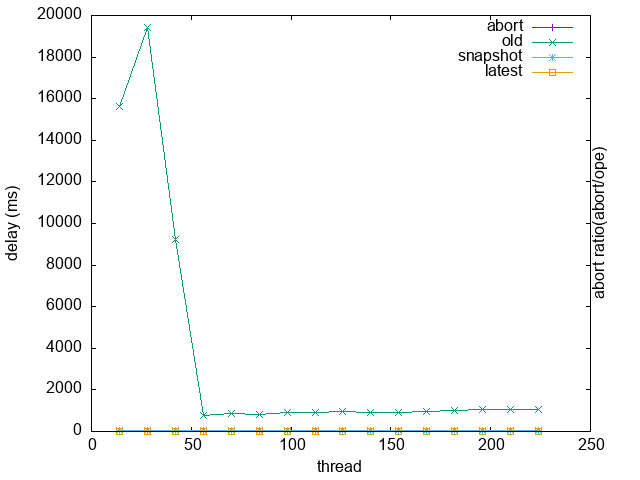 20000
18000
16000
14000
12000
10000
8000
6000
4000
2000
0
delay (ms)
0 50 100 150 200 250
thread
abort ratio(abort/ope)
abort
old
snapshot
latest